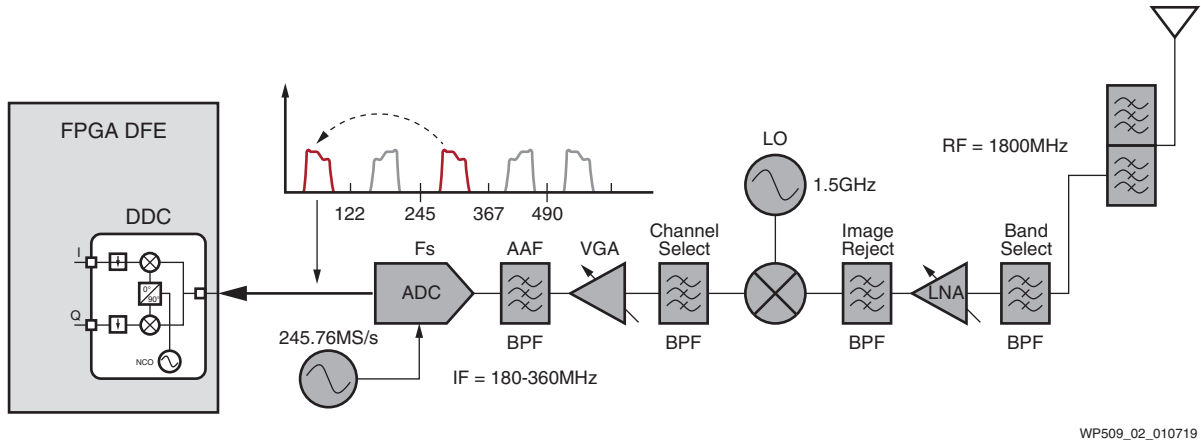 FPGA DFE
DDC
I
Q
0°
90°
NCO
122
245
367
490
Fs
ADC
245.76MS/s
AAF
BPF
IF = 180-360MHz
VGA
Channel
Select
BPF
LO
1.5GHz
Image
Reject
BPF
LNA
Band
Select
BPF
RF = 1800MHz
WP509_02_010719